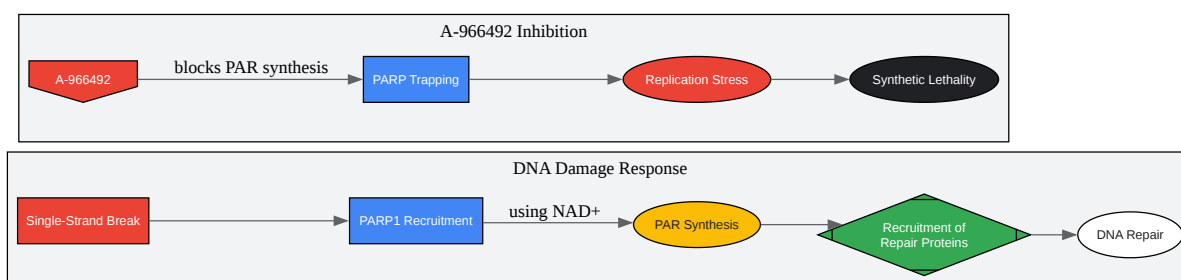 A-966492 Inhibition
A-966492
blocks PAR synthesis
PARP Trapping
Replication Stress
Synthetic Lethality
DNA Damage Response
Single-Strand Break
PARP1 Recruitment
using NAD+
PAR Synthesis
Recruitment of
Repair Proteins
DNA Repair